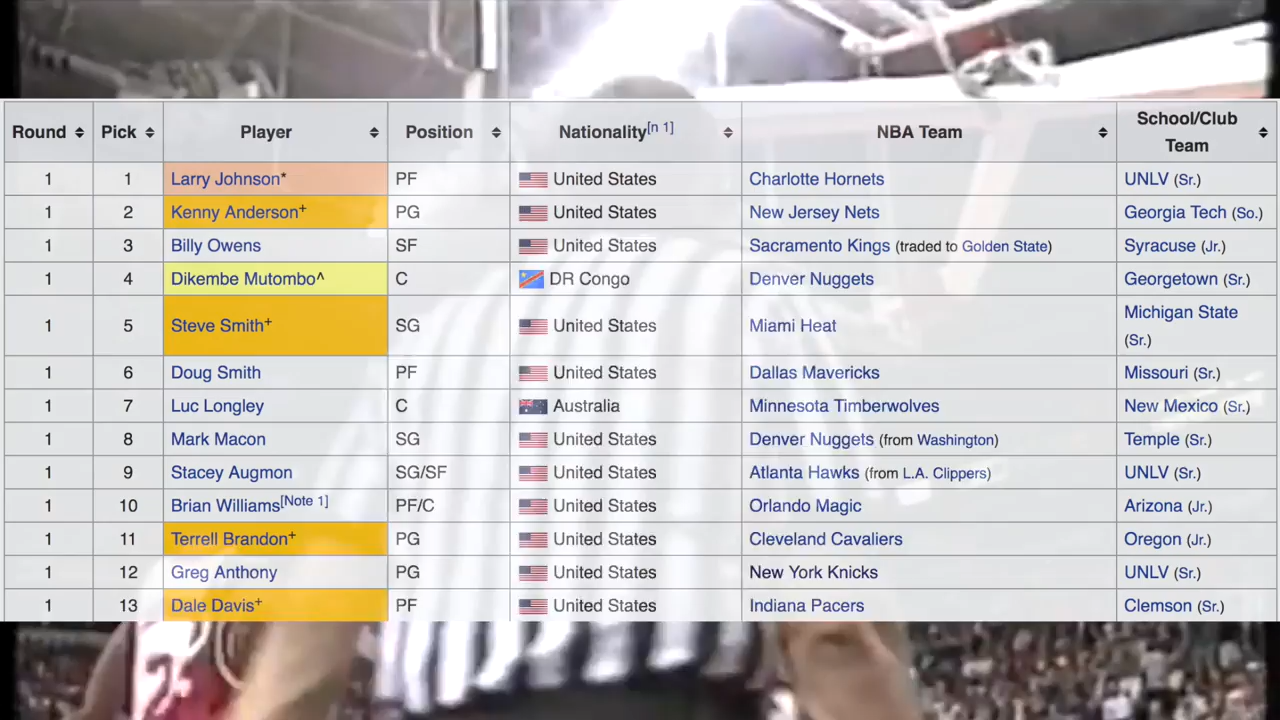 Round Pick Player Position Nationality[n 1] NBA Team School/Club Team
1 1 Larry Johnson* PF United States Charlotte Hornets UNLV (Sr.)
1 2 Kenny Anderson+ PG United States New Jersey Nets Georgia Tech (So.)
1 3 Billy Owens SF United States Sacramento Kings (traded to Golden State) Syracuse (Jr.)
1 4 Dikembe Mutombo^ C DR Congo Denver Nuggets Georgetown (Sr.)
1 5 Steve Smith+ SG United States Miami Heat Michigan State (Sr.)
1 6 Doug Smith PF United States Dallas Mavericks Missouri (Sr.)
1 7 Luc Longley C Australia Minnesota Timberwolves New Mexico (Sr.)
1 8 Mark Macon SG United States Denver Nuggets (from Washington) Temple (Sr.)
1 9 Stacey Augmon SG/SF United States Atlanta Hawks (from L.A. Clippers) UNLV (Sr.)
1 10 Brian Williams[Note 1] PF/C United States Orlando Magic Arizona (Jr.)
1 11 Terrell Brandon+ PG United States Cleveland Cavaliers Oregon (Jr.)
1 12 Greg Anthony PG United States New York Knicks UNLV (Sr.)
1 13 Dale Davis+ PF United States Indiana Pacers Clemson (Sr.)